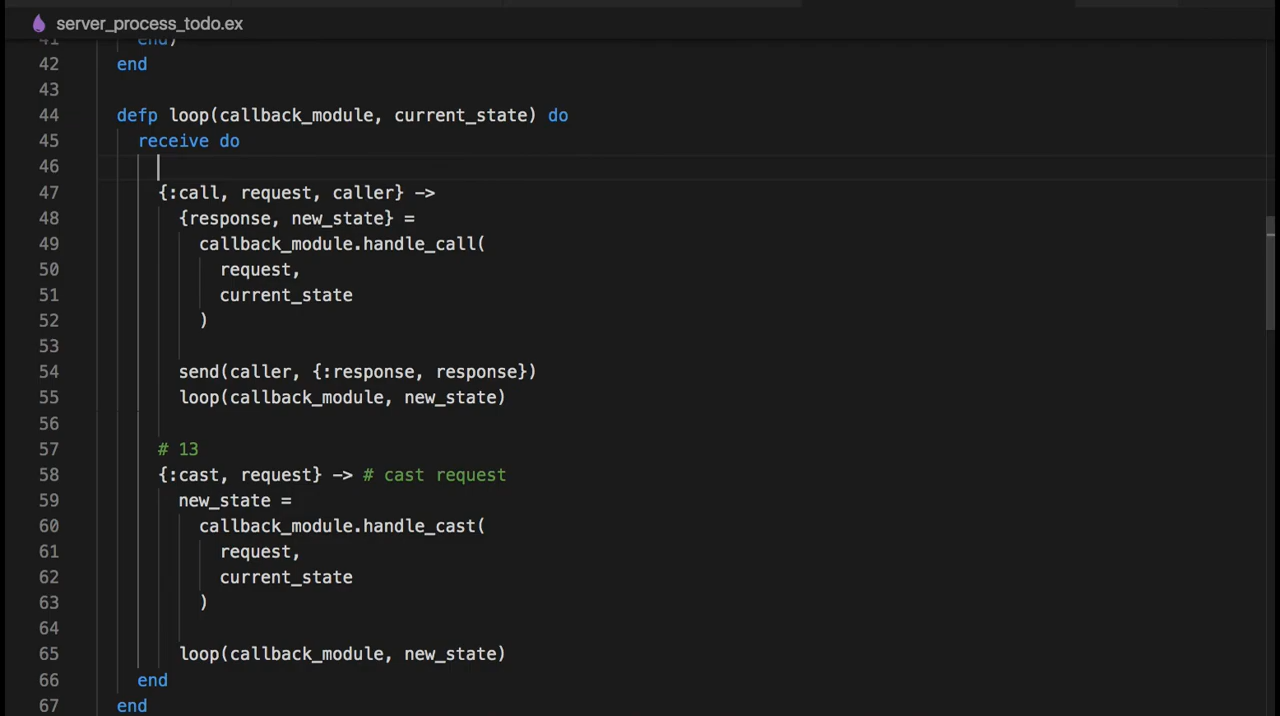 server_process_todo.ex
41 end)
42 end
43
44 defp loop(callback_module, current_state) do
45 receive do
46
47 {:call, request, caller} ->
48 {response, new_state} =
49 callback_module.handle_call(
50 request,
51 current_state
52 )
53
54 send(caller, {:response, response})
55 loop(callback_module, new_state)
56
57 # 13
58 {:cast, request} -> # cast request
59 new_state =
60 callback_module.handle_cast(
61 request,
62 current_state
63 )
64
65 loop(callback_module, new_state)
66 end
67 end